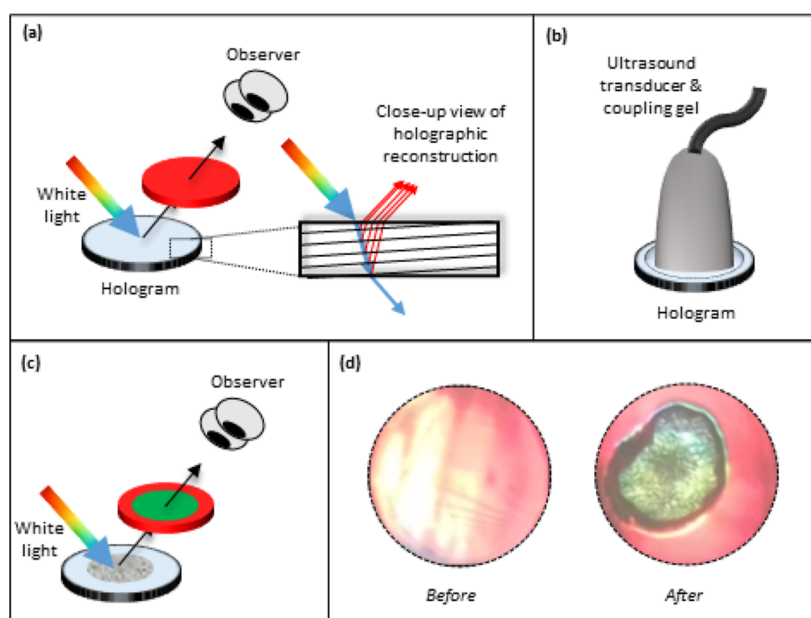 (a)
Observer
Close-up view of
holographic
reconstruction
White
light
Hologram
(b)
Ultrasound
transducer &
coupling gel
Hologram
(c)
Observer
White
light
(d)
Before
After